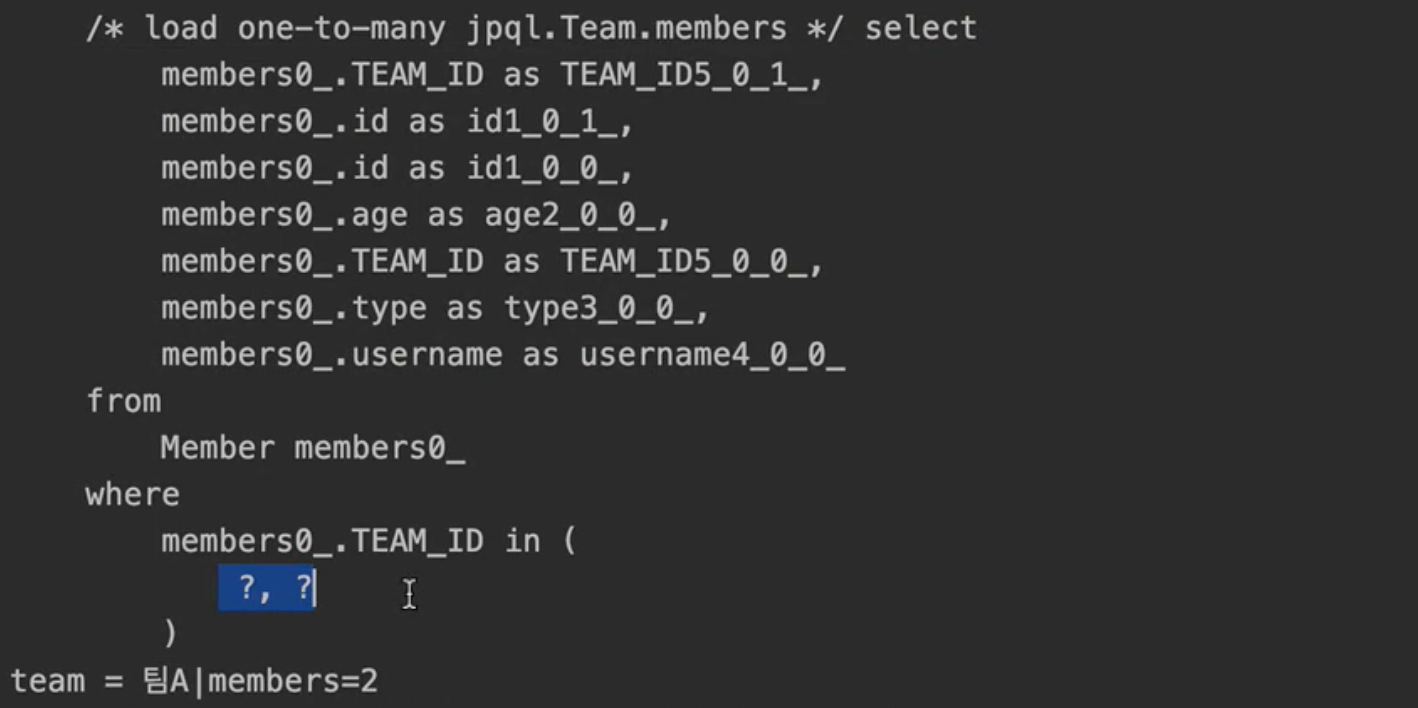 /* load one-to-many jpql.Team.members */ select
members0_.TEAM_ID as TEAM_ID5_0_1_,
members0_.id as id1_0_1_,
members0_.id as id1_0_0_,
members0_.age as age2_0_0_,
members0_.TEAM_ID as TEAM_ID5_0_0_,
members0_.type as type3_0_0_,
members0_.username as username4_0_0_
from
Member members0_
where
members0_.TEAM_ID in (
?, ?
)
team = 팀A|members=2